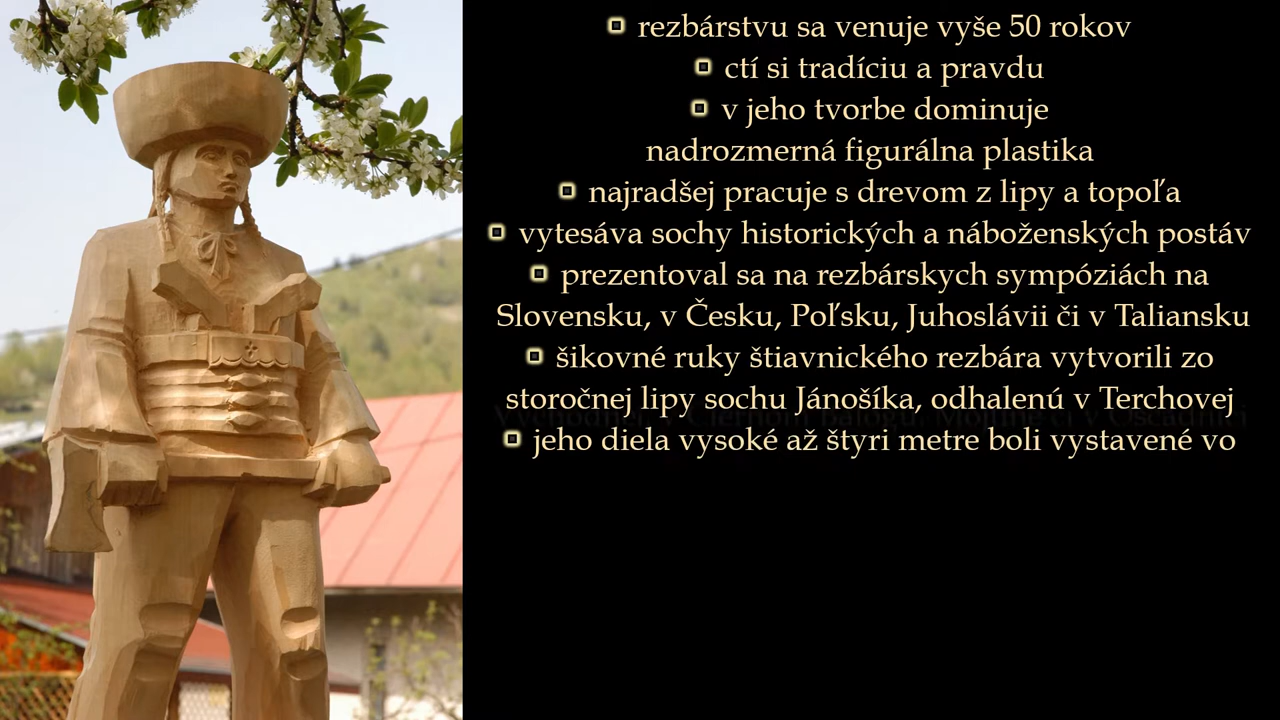 rezbárstvu sa venuje vyše 50 rokov
ctí si tradíciu a pravdu
v jeho tvorbe dominuje
nadrozmerná figurálna plastika
najradšej pracuje s drevom z lipy a topoľa
vytesáva sochy historických a náboženských postáv
prezentoval sa na rezbárskych sympóziách na
Slovensku, v Česku, Poľsku, Juhoslávii či v Taliansku
šikovné ruky štiavnického rezbára vytvorili zo
storočnej lipy sochu Jánošíka, odhalenú v Terchovej
jeho diela vysoké až štyri metre boli vystavené vo